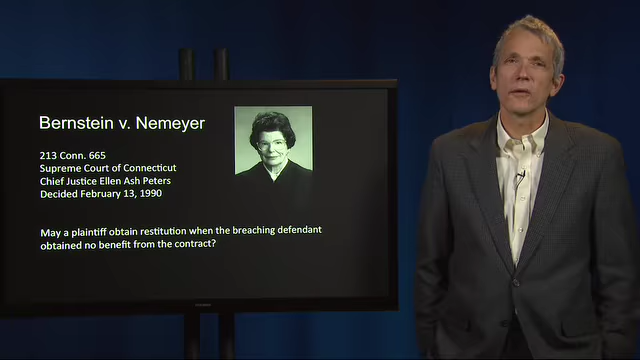 Bernstein v. Nemeyer
213 Conn. 665
Supreme Court of Connecticut
Chief Justice Ellen Ash Peters
Decided February 13, 1990
May a plaintiff obtain restitution when the breaching defendant
obtained no benefit from the contract?